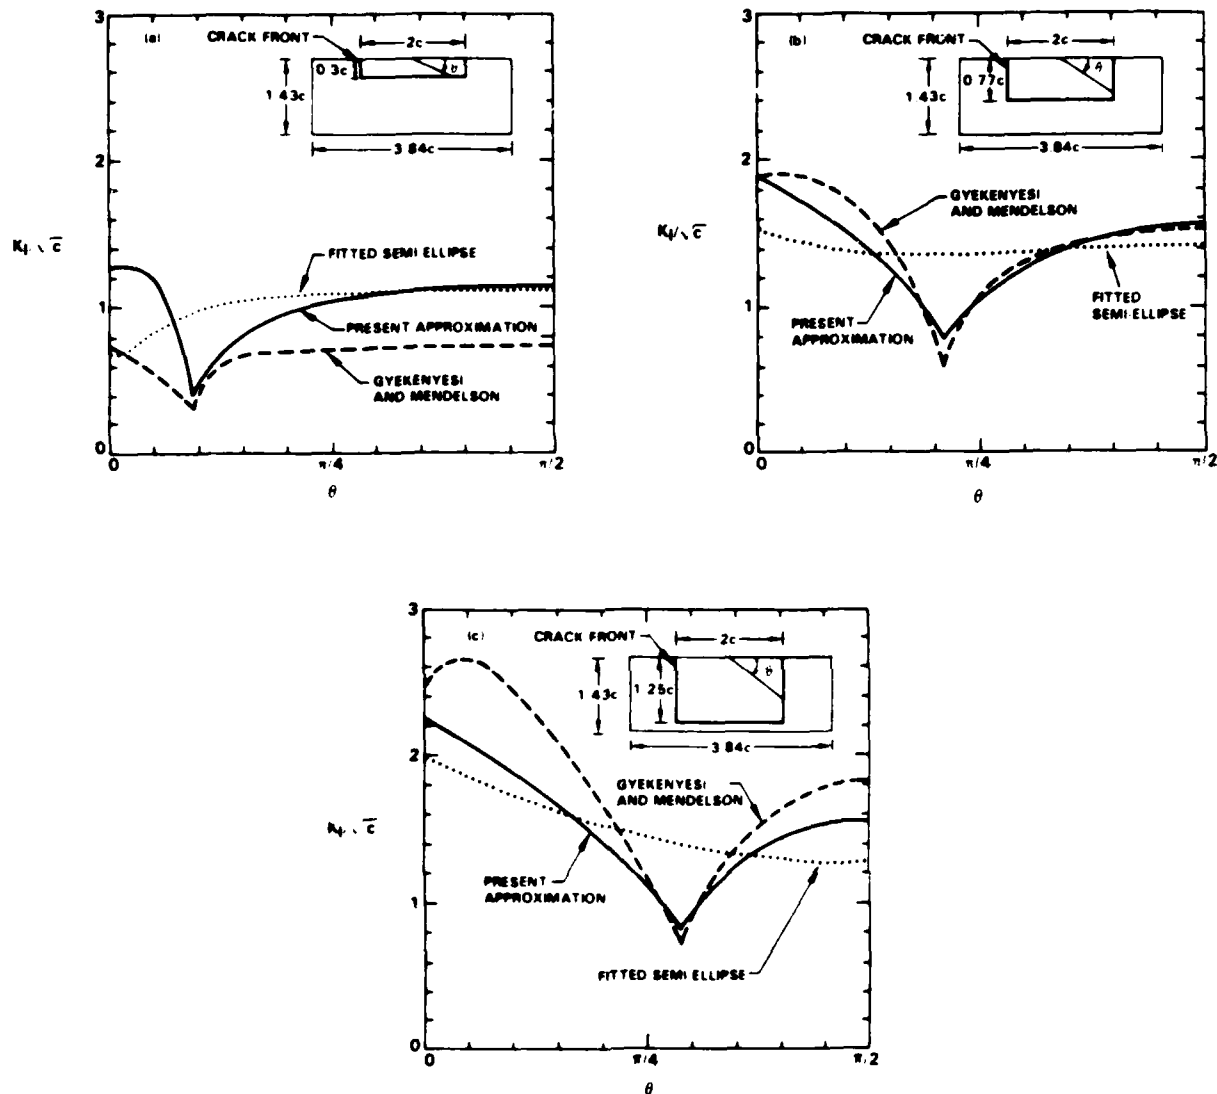 (a)
3
2
1
0
CRACK FRONT
2c
0.3c
θ
1.43c
3.84c
K_I/√c
FITTED SEMI ELLIPSE
PRESENT APPROXIMATION
GYEKENYESI
AND MENDELSON
0
π/4
π/2
θ
(b)
3
2
1
0
CRACK FRONT
2c
0.77c
θ
1.43c
3.84c
K_I/√c
GYEKENYESI
AND MENDELSON
PRESENT
APPROXIMATION
FITTED
SEMI-ELLIPSE
0
π/4
π/2
θ
(c)
3
2
1
0
CRACK FRONT
2c
1.43c
1.25c
θ
3.84c
K_I/√c
GYEKENYESI
AND MENDELSON
PRESENT
APPROXIMATION
FITTED SEMI ELLIPSE
0
π/4
π/2
θ